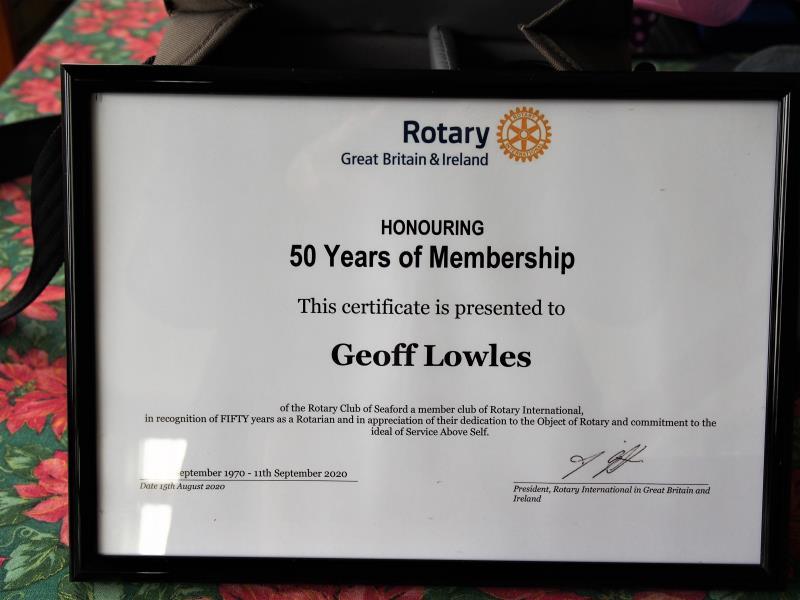 Rotary
Great Britain & Ireland
ROTARY
INTERNATIONAL
HONOURING
50 Years of Membership
This certificate is presented to
Geoff Lowles
of the Rotary Club of Seaford a member club of Rotary International,
in recognition of FIFTY years as a Rotarian and in appreciation of their dedication to the Object of Rotary and commitment to the
ideal of Service Above Self.
eptember 1970 - 11th September 2020
Date 15th August 2020
President, Rotary International in Great Britain and
Ireland